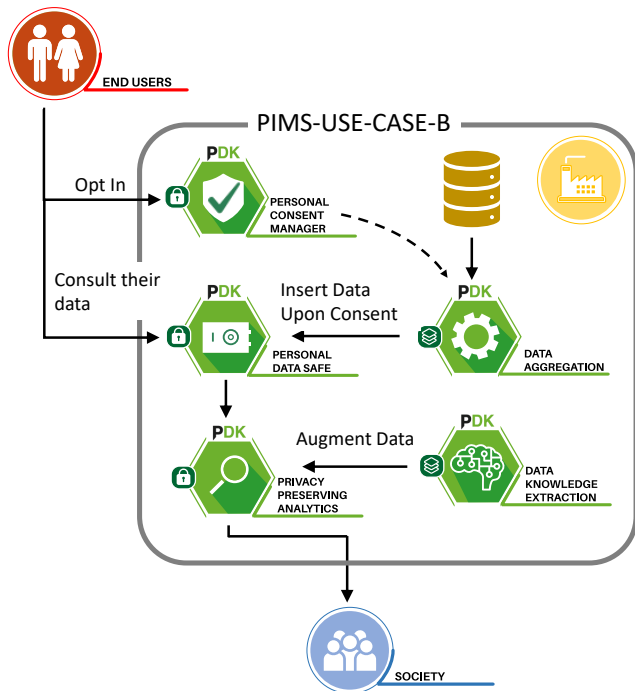 END USERS
PIMS-USE-CASE-B
PDK
Opt In
PERSONAL
CONSENT
MANAGER
Consult their
data
PDK
Insert Data
Upon Consent
PDK
PERSONAL
DATA SAFE
DATA
AGGREGATION
PDK
Augment Data
PDK
PRIVACY
PRESERVING
ANALYTICS
DATA
KNOWLEDGE
EXTRACTION
SOCIETY